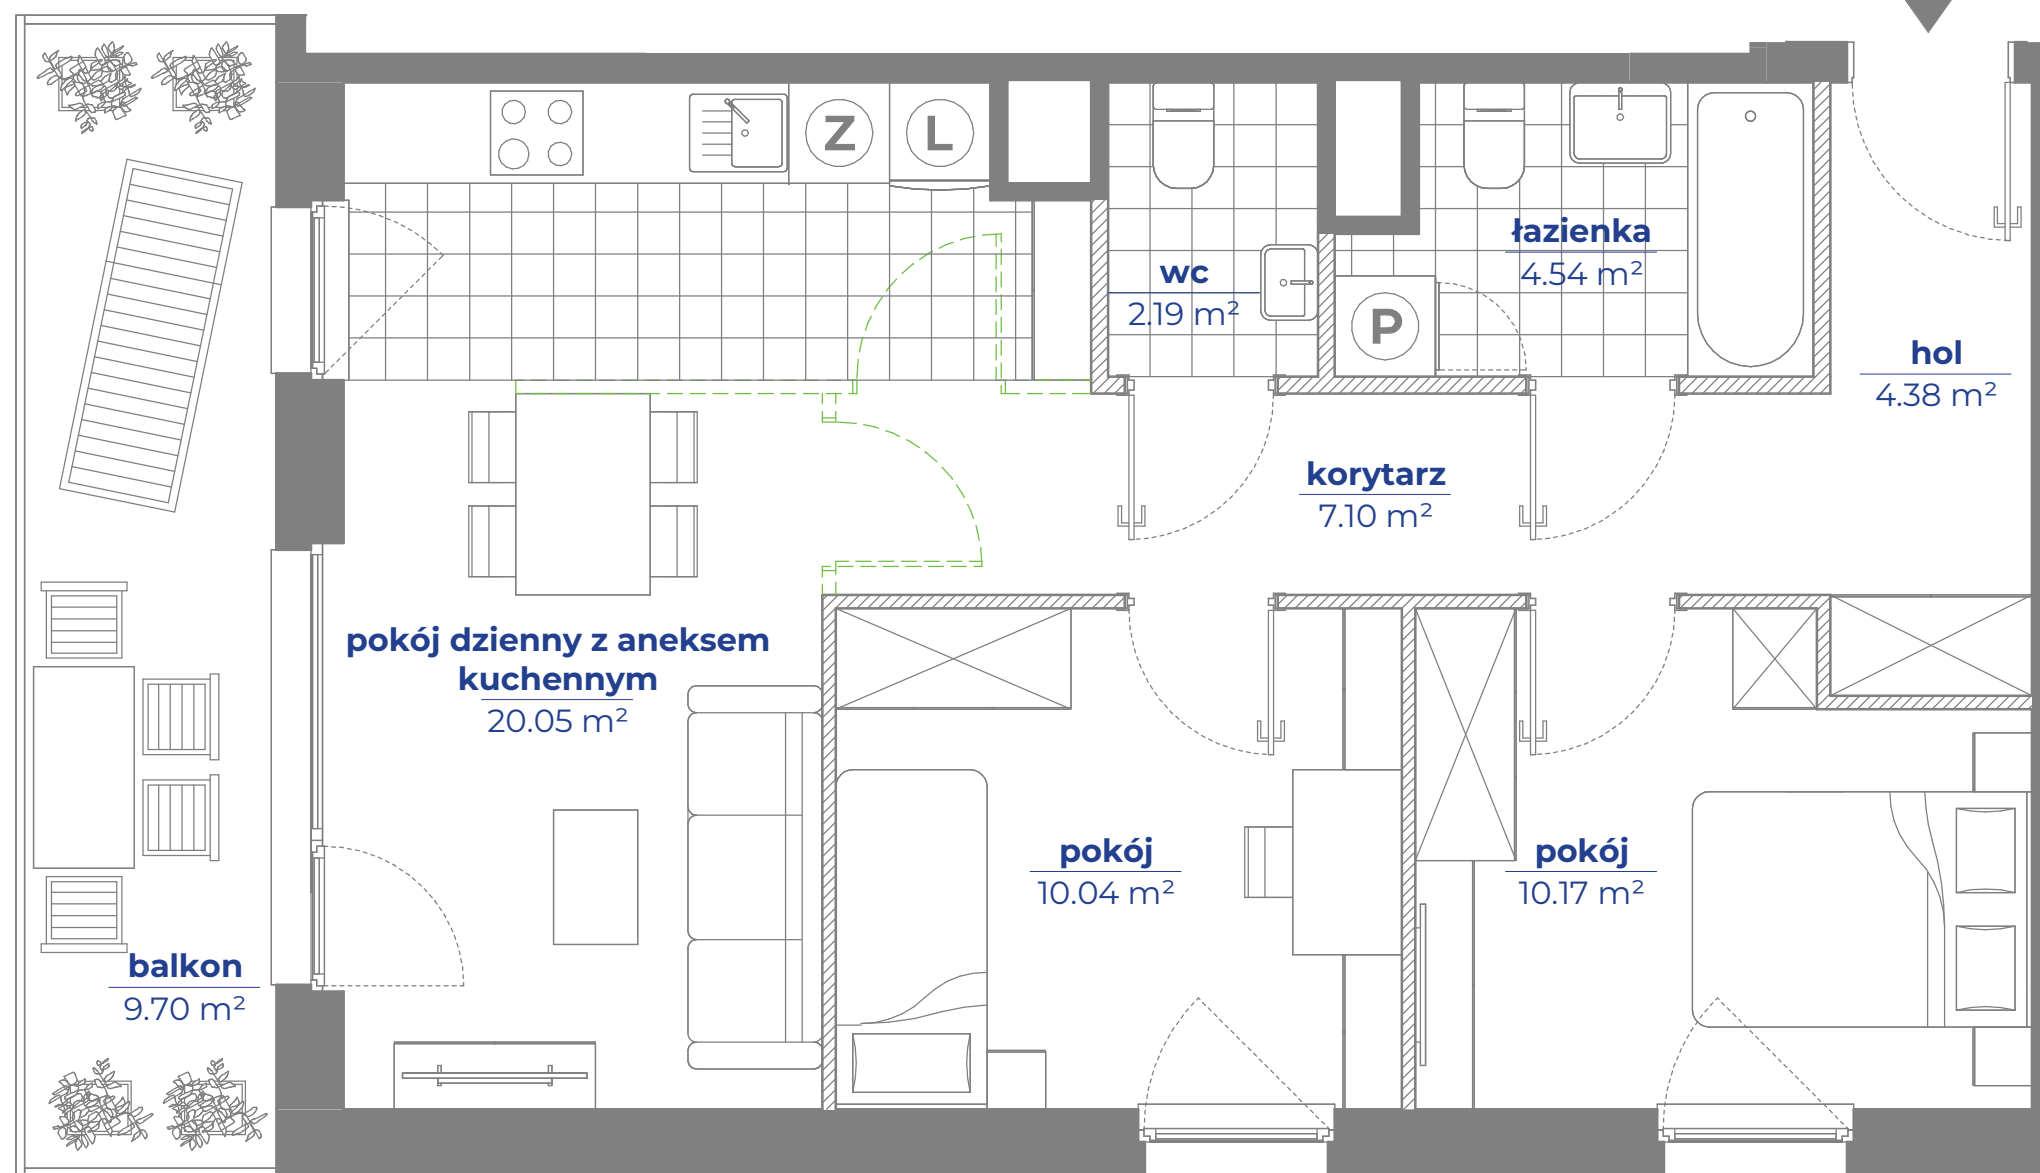 Z
L
wc
2.19 m²
łazienka
4.54 m²
P
hol
4.38 m²
korytarz
7.10 m²
pokój dzienny z aneksem
kuchennym
20.05 m²
pokój
10.04 m²
pokój
10.17 m²
balkon
9.70 m²